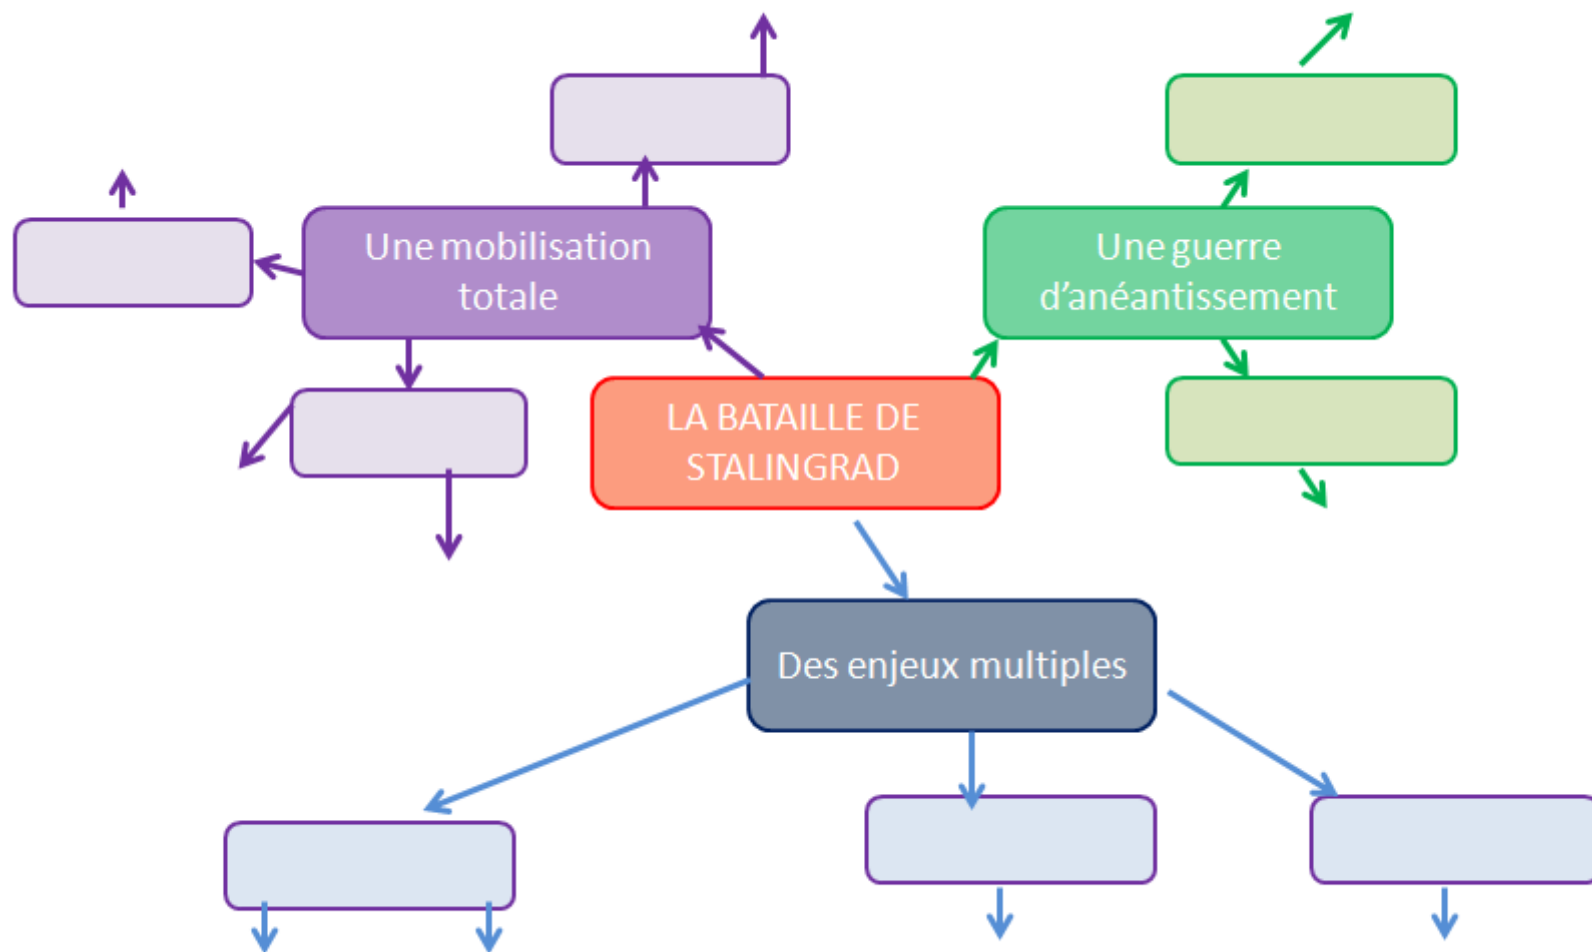 Une mobilisation
totale
Une guerre
d’anéantissement
LA BATAILLE DE
STALINGRAD
Des enjeux multiples